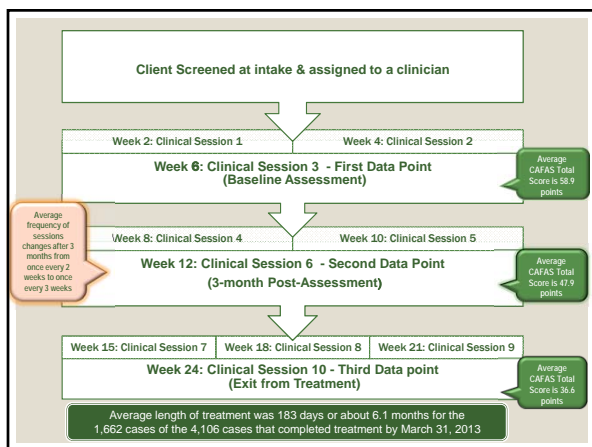 Client Screened at intake & assigned to a clinician
Week 2: Clinical Session 1
Week 4: Clinical Session 2
Week 6: Clinical Session 3 - First Data Point
(Baseline Assessment)
Average
CAFAS Total
Score is 58.9
points
Average
frequency of
sessions
changes after 3
months from
once every 2
weeks to once
every 3 weeks
Week 8: Clinical Session 4
Week 10: Clinical Session 5
Week 12: Clinical Session 6 - Second Data Point
(3-month Post-Assessment)
Average
CAFAS Total
Score is 47.9
points
Week 15: Clinical Session 7
Week 18: Clinical Session 8
Week 21: Clinical Session 9
Week 24: Clinical Session 10 - Third Data point
(Exit from Treatment)
Average
CAFAS Total
Score is 36.6
points
Average length of treatment was 183 days or about 6.1 months for the
1,662 cases of the 4,106 cases that completed treatment by March 31, 2013